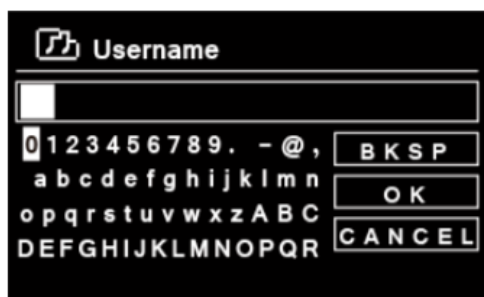 Username
0123456789. -@,
BKSP
abcdefghijklmn
OK
opqrstuvwxzABC
CANCEL
DEFGHIJKLMNOPQR